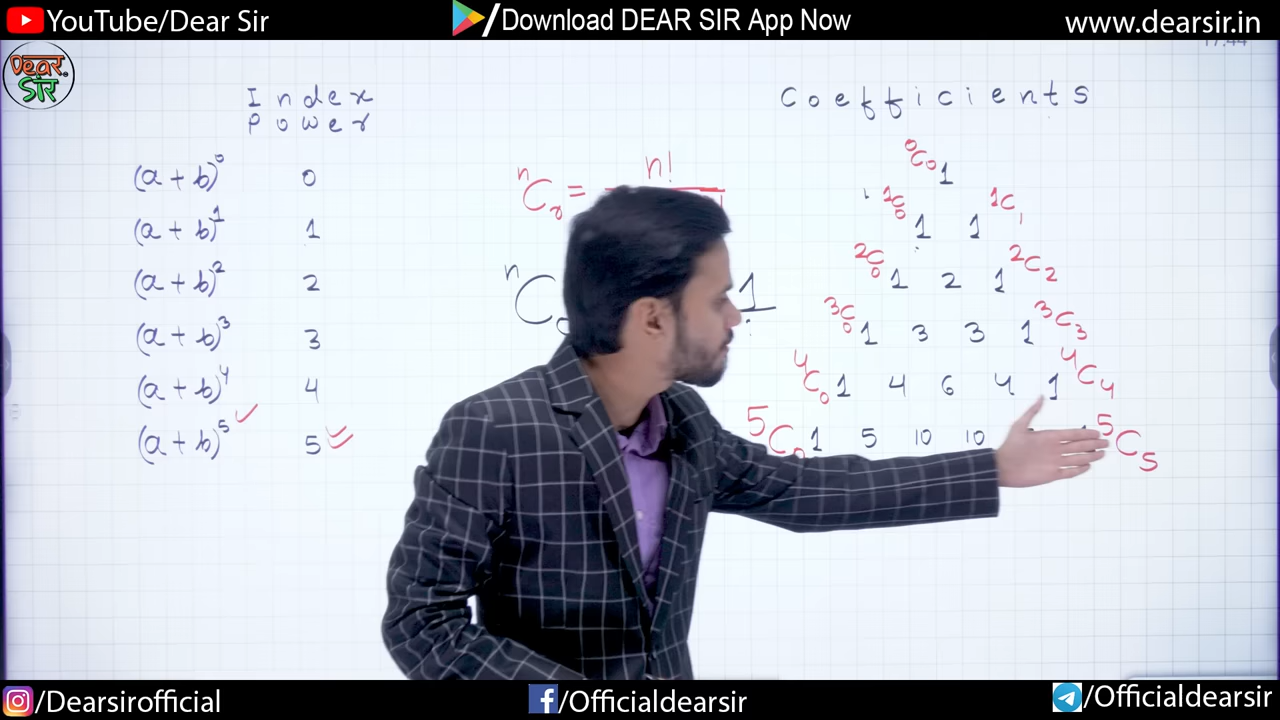 YouTube/Dear Sir
/Download DEAR SIR App Now
www.dearsir.in
Dear Sir
Index Power
Coefficients
(a + b)⁰ 0
(a + b)¹ 1
(a + b)² 2
(a + b)³ 3
(a + b)⁴ 4
(a + b)⁵ 5
ⁿCᵣ = n!
ⁿC
1
⁰C₀ 1
¹C₀ 1 1 ¹C₁
²C₀ 1 2 1 ²C₂
³C₀ 1 3 3 1 ³C₃
⁴C₀ 1 4 6 4 1 ⁴C₄
⁵C₀ 1 5 10 10 ⁵C₅
/Dearsirofficial
/Officialdearsir
/Officialdearsir